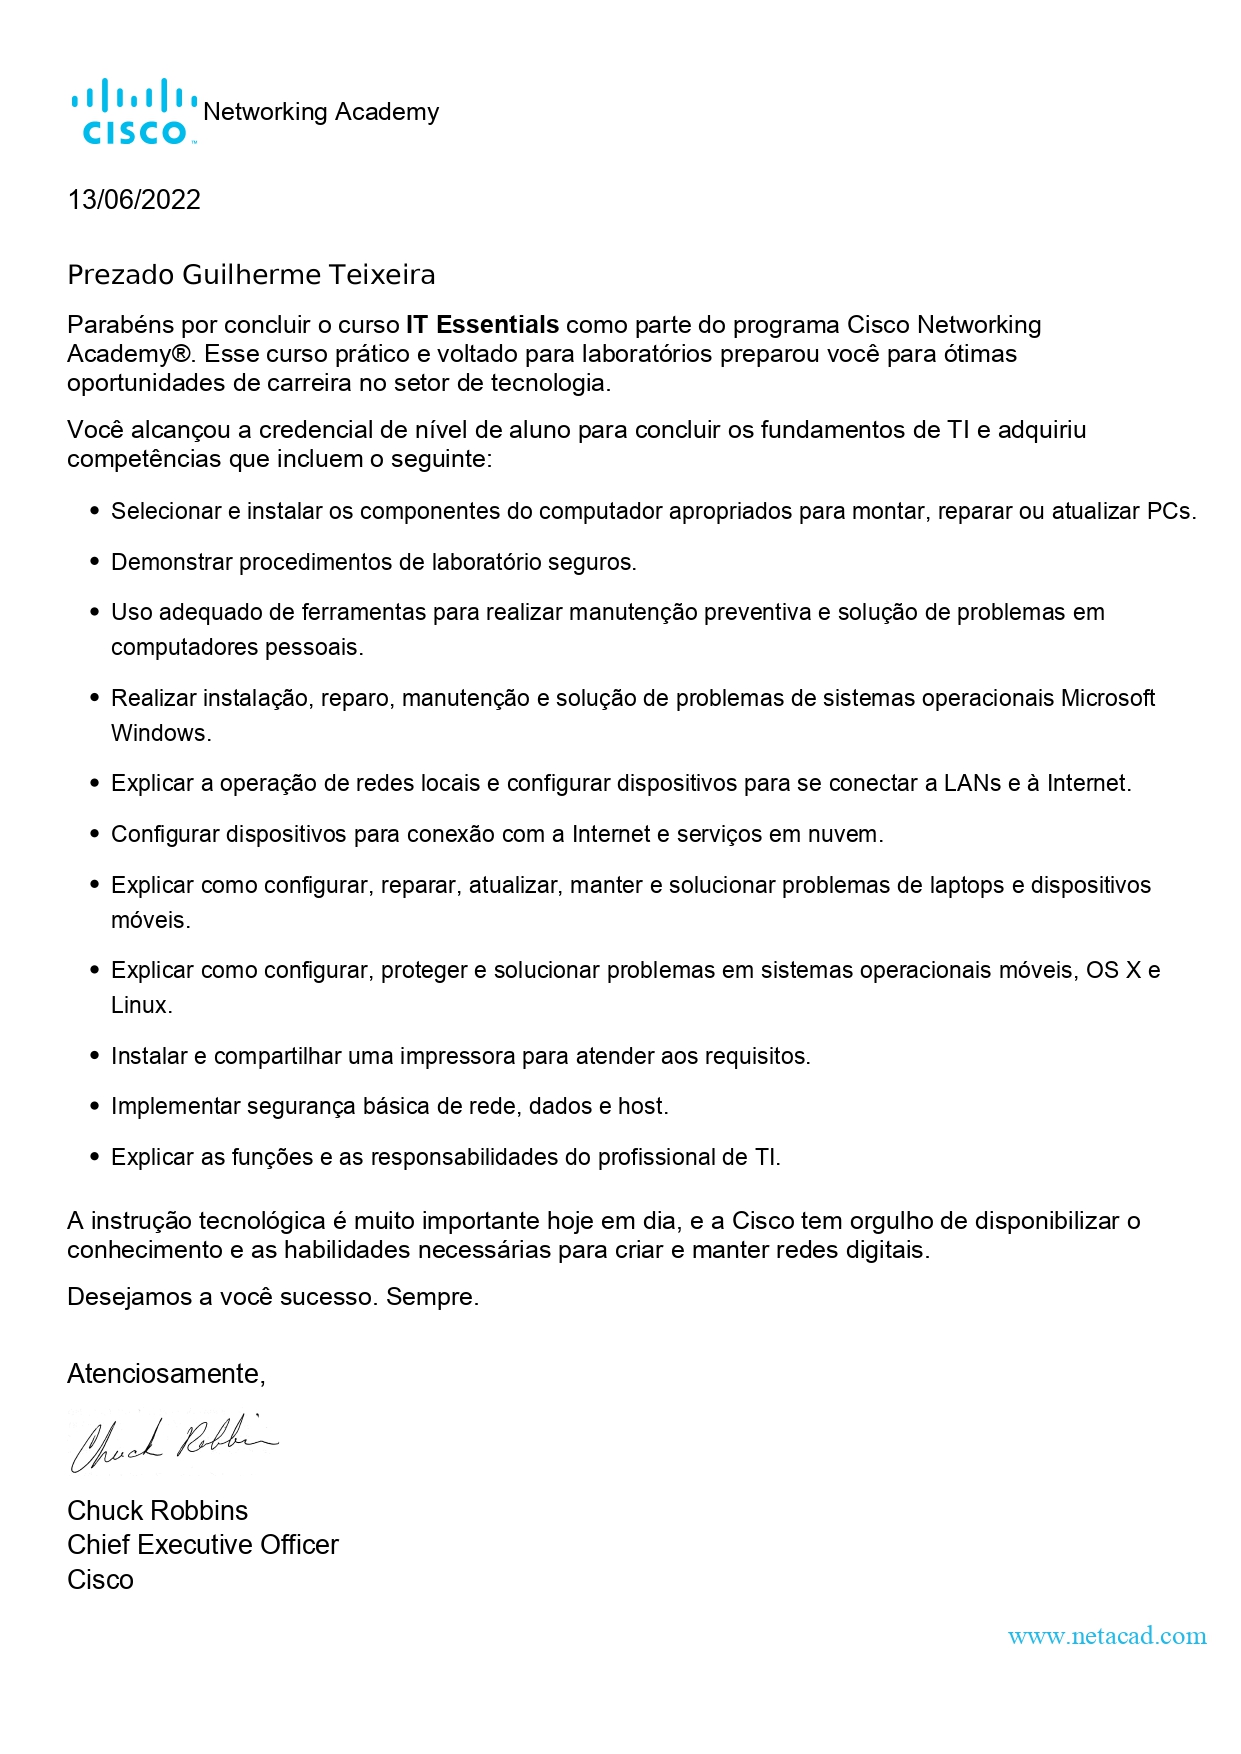 CISCO™ Networking Academy
13/06/2022
Prezado Guilherme Teixeira
Parabéns por concluir o curso IT Essentials como parte do programa Cisco Networking
Academy®. Esse curso prático e voltado para laboratórios preparou você para ótimas
oportunidades de carreira no setor de tecnologia.
Você alcançou a credencial de nível de aluno para concluir os fundamentos de TI e adquiriu
competências que incluem o seguinte:
• Selecionar e instalar os componentes do computador apropriados para montar, reparar ou atualizar PCs.
• Demonstrar procedimentos de laboratório seguros.
• Uso adequado de ferramentas para realizar manutenção preventiva e solução de problemas em
computadores pessoais.
• Realizar instalação, reparo, manutenção e solução de problemas de sistemas operacionais Microsoft
Windows.
• Explicar a operação de redes locais e configurar dispositivos para se conectar a LANs e à Internet.
• Configurar dispositivos para conexão com a Internet e serviços em nuvem.
• Explicar como configurar, reparar, atualizar, manter e solucionar problemas de laptops e dispositivos
móveis.
• Explicar como configurar, proteger e solucionar problemas em sistemas operacionais móveis, OS X e
Linux.
• Instalar e compartilhar uma impressora para atender aos requisitos.
• Implementar segurança básica de rede, dados e host.
• Explicar as funções e as responsabilidades do profissional de TI.
A instrução tecnológica é muito importante hoje em dia, e a Cisco tem orgulho de disponibilizar o
conhecimento e as habilidades necessárias para criar e manter redes digitais.
Desejamos a você sucesso. Sempre.
Atenciosamente,
Chuck Robbins
Chuck Robbins
Chief Executive Officer
Cisco
www.netacad.com